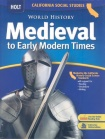 HOLT
CALIFORNIA SOCIAL STUDIES
WORLD HISTORY
Medieval
to Early Modern Times